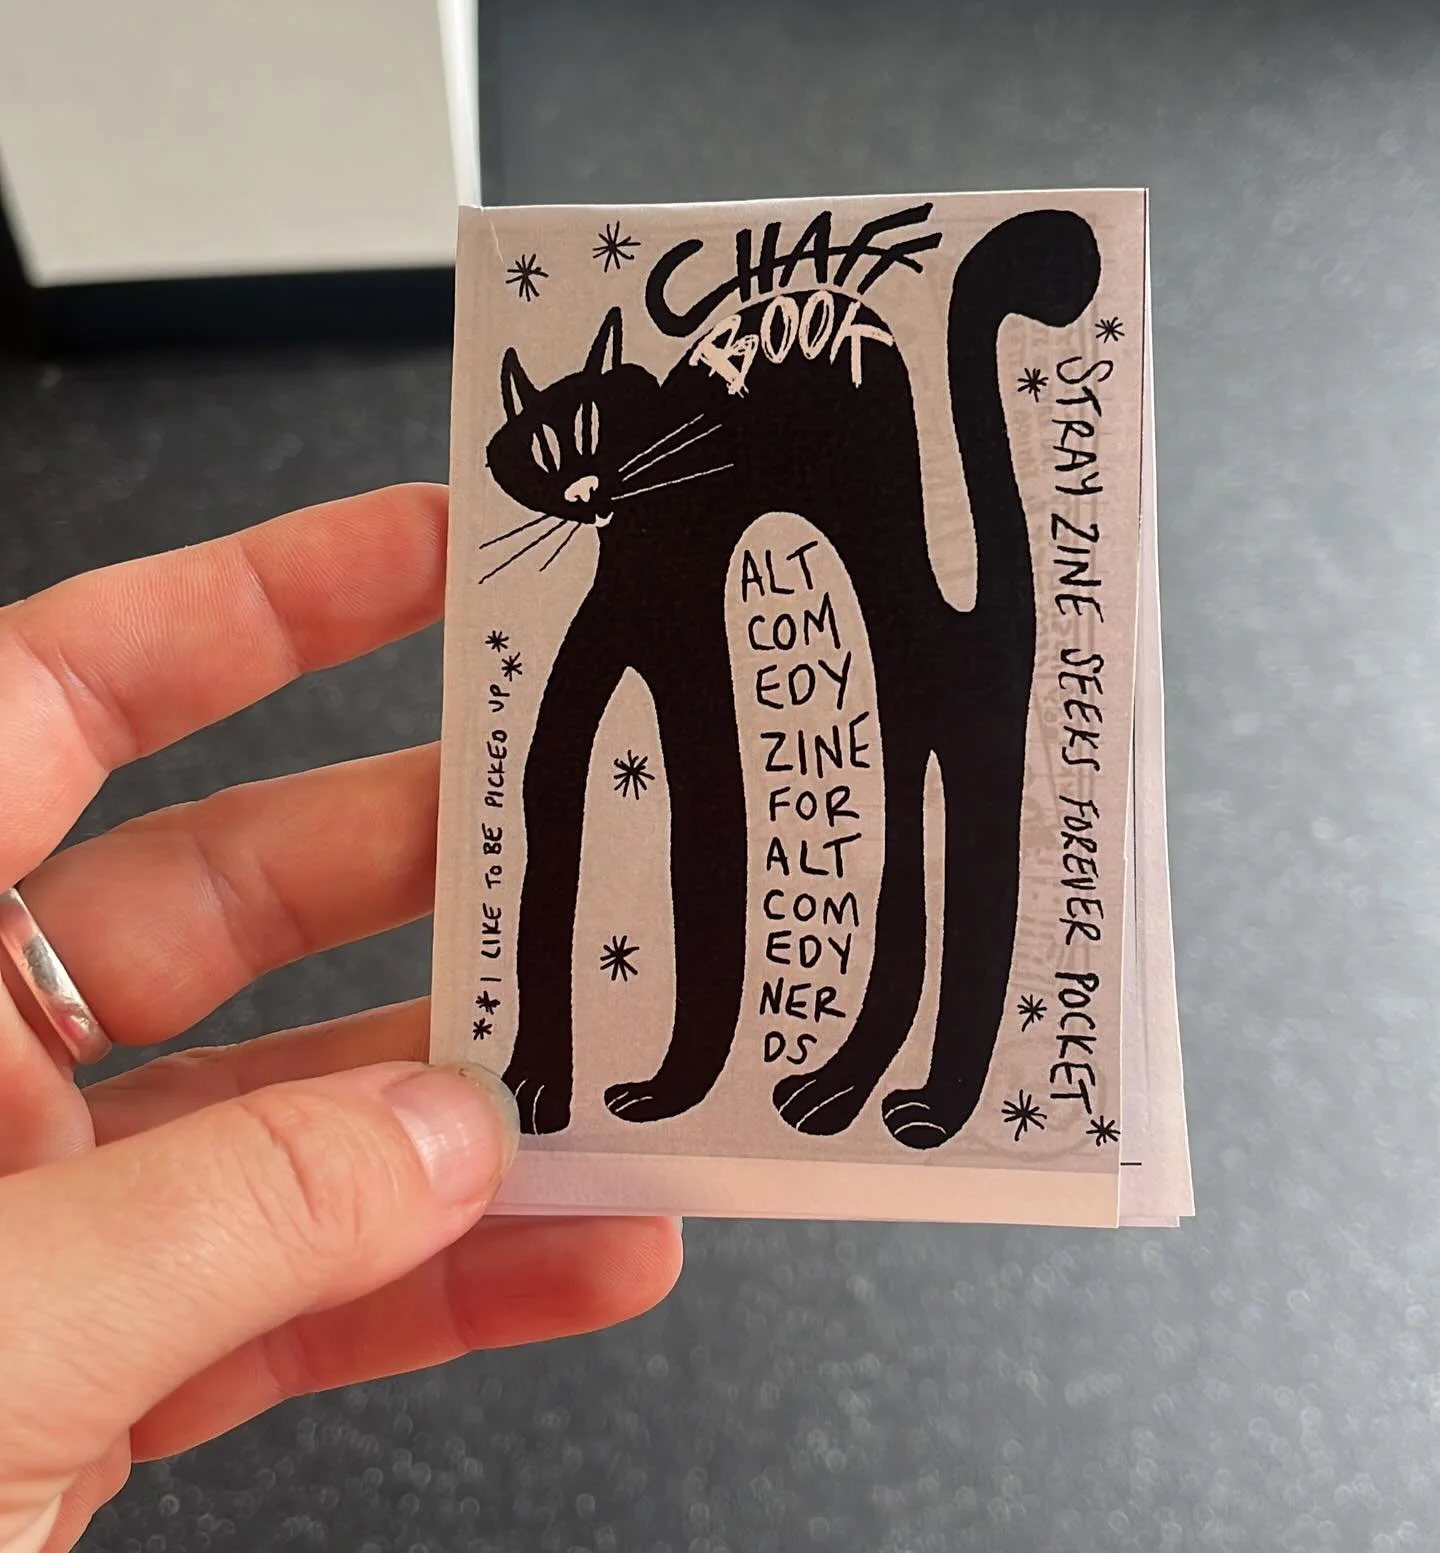 CHAFF
BOOK
ALT
COM
EDY
ZINE
FOR
ALT
COM
EDY
NER
DS
* I LIKE TO BE PICKED UP *
* STRAY ZINE SEEKS FOREVER POCKET *